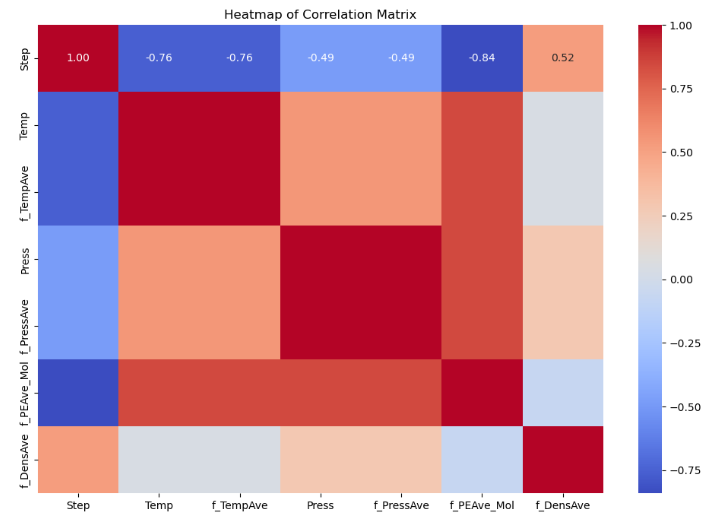 Heatmap of Correlation Matrix
Step
1.00 -0.76 -0.76 -0.49 -0.49 -0.84 0.52
Temp
f_TempAve
Press
f_PressAve
f_PEAve_Mol
f_DensAve
Step Temp f_TempAve Press f_PressAve f_PEAve_Mol f_DensAve
1.00
0.75
0.50
0.25
0.00
−0.25
−0.50
−0.75